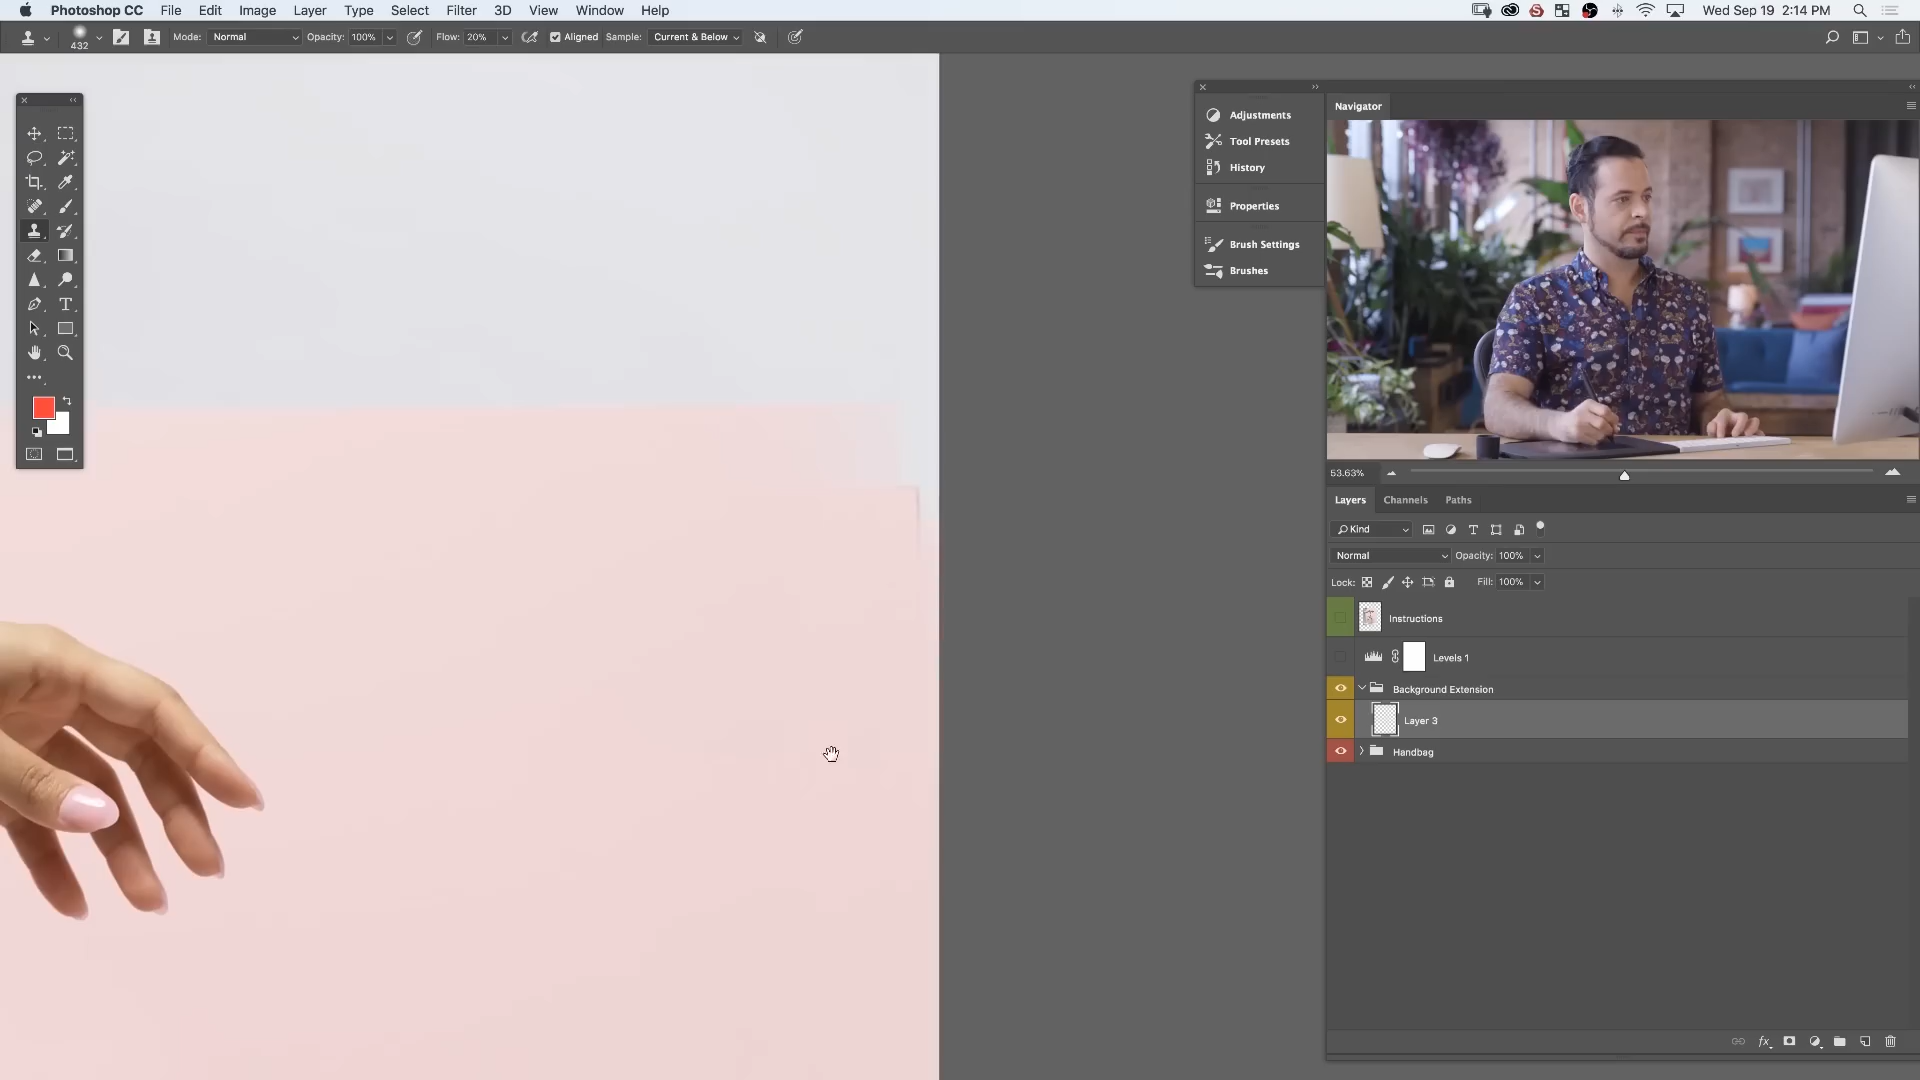 Photoshop CC File Edit Image Layer Type Select Filter 3D View Window Help Wed Sep 19 2:14 PM
432 Mode: Normal Opacity: 100% Flow: 20% Aligned Sample: Current & Below
Navigator
Adjustments
Tool Presets
History
Properties
Brush Settings
Brushes
53.63%
Layers Channels Paths
Kind
Normal Opacity: 100%
Lock: Fill: 100%
Instructions
Levels 1
Background Extension
Layer 3
Handbag